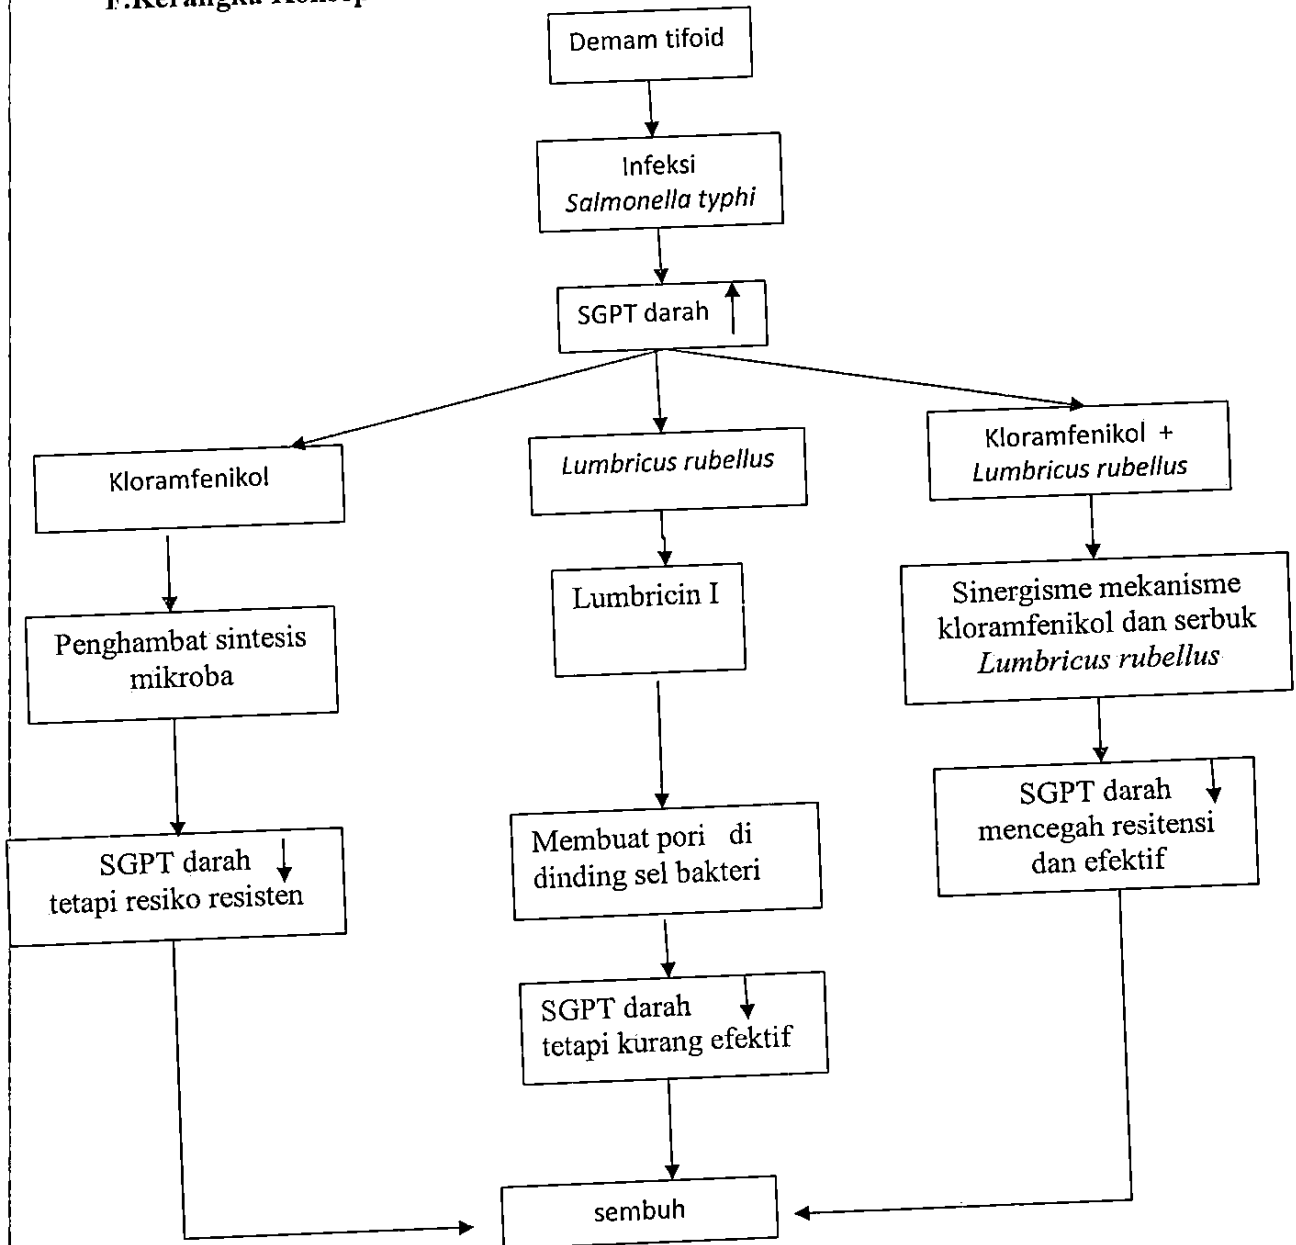 F.Kerangka Konsep
Demam tifoid
Infeksi
Salmonella typhi
SGPT darah
Kloramfenikol
Lumbricus rubellus
Kloramfenikol +
Lumbricus rubellus
Penghambat sintesis
mikroba
Lumbricin I
Sinergisme mekanisme
kloramfenikol dan serbuk
Lumbricus rubellus
SGPT darah
tetapi resiko resisten
Membuat pori di
dinding sel bakteri
SGPT darah
mencegah resitensi
dan efektif
SGPT darah
tetapi kurang efektif
sembuh